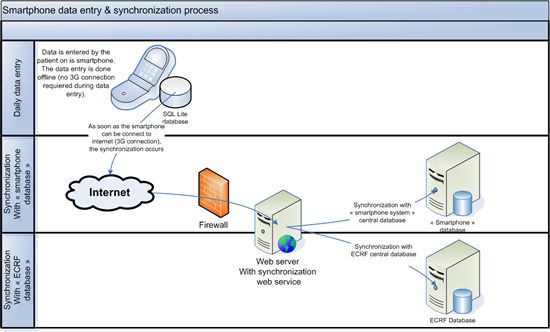 Smartphone data entry & synchronization process
Daily data entry
Data is entered by the
patient on is smartphone.
The data entry is done
offline (no 3G connection
requiered during data
entry).
SQL Lite
database
As soon as the smartphone
can be connect to
internet (3G connection),
the synchronization occurs
Synchronization
With « smartphone
database »
Internet
Firewall
Synchronization with
« smartphone system »
central database
« Smartphone »
database
Synchronization
With « ECRF
database »
Web server
With synchronization
web service
Synchronization with
ECRF central database
ECRF Database